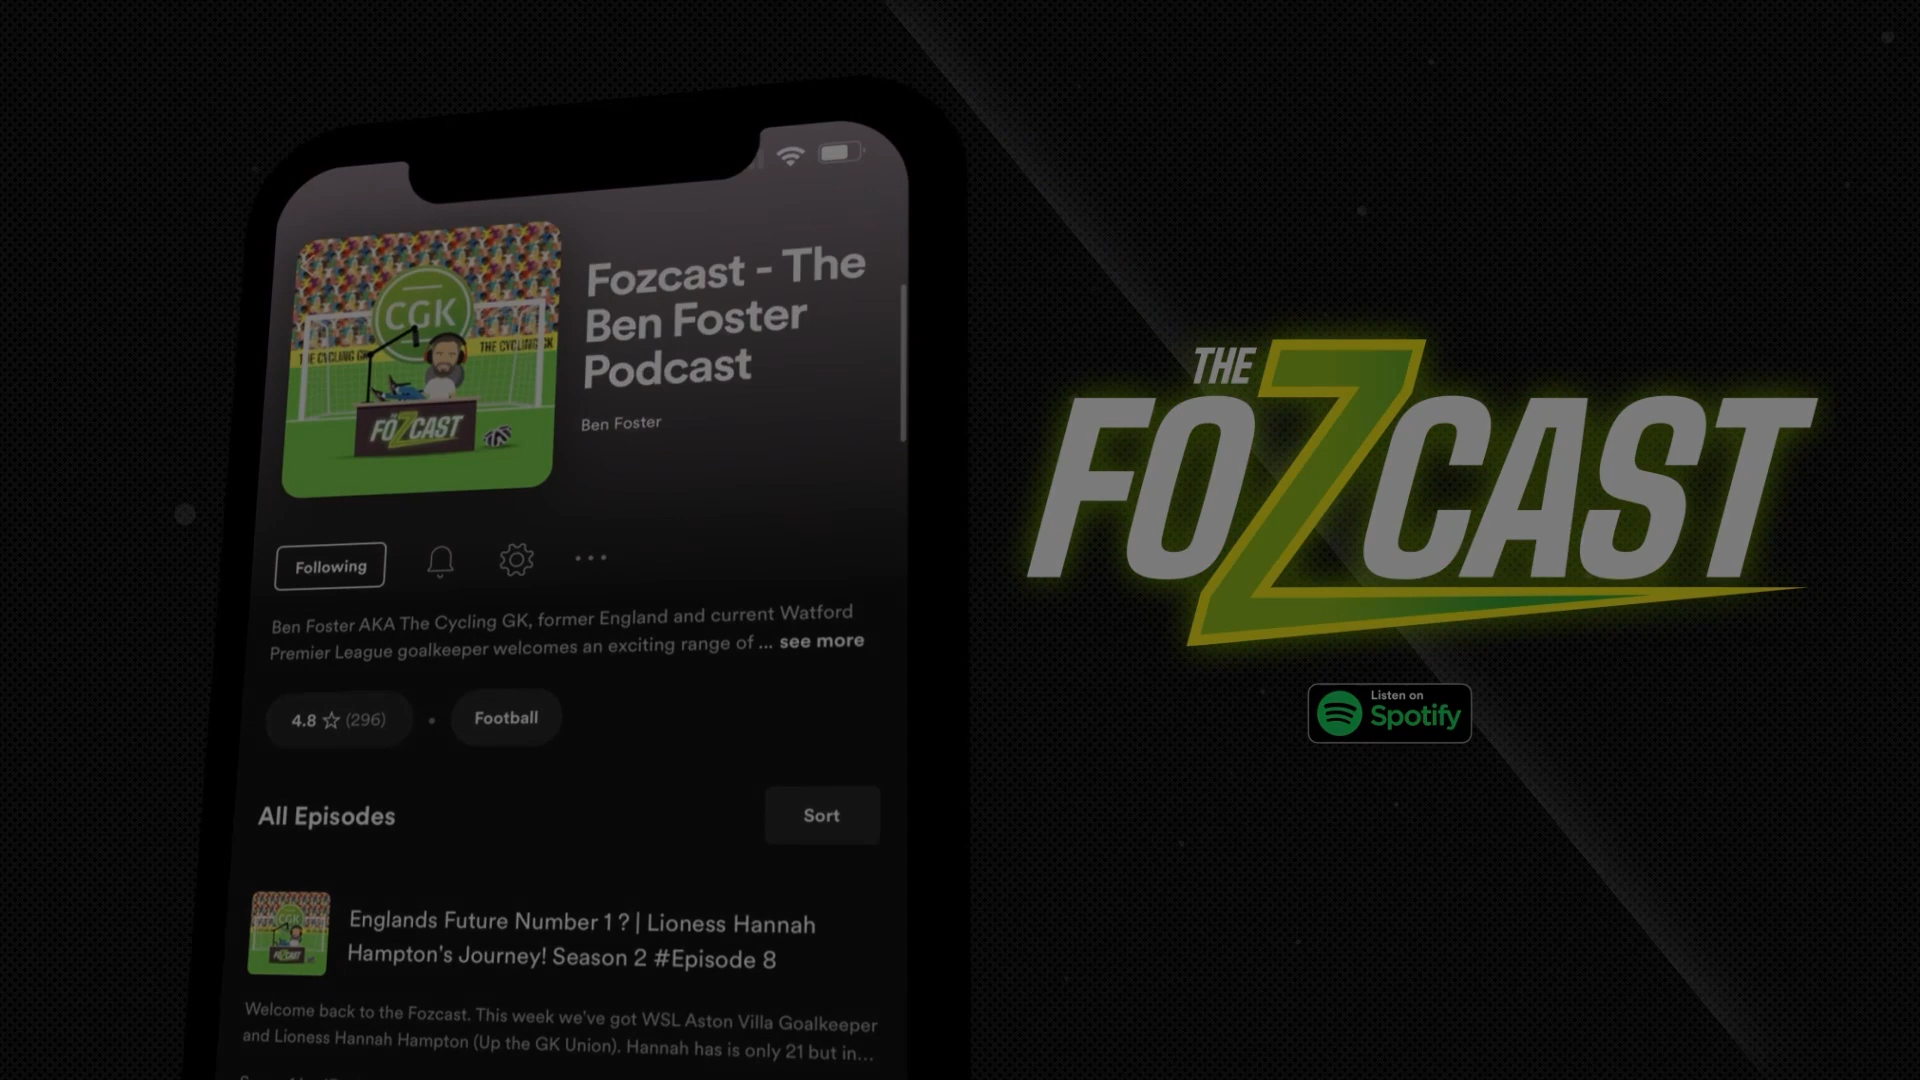 CGK
THE CYCLING GK
THE CYCLING GK
FOZCAST
Fozcast - The
Ben Foster
Podcast
Ben Foster
Following
Ben Foster AKA The Cycling GK, former England and current Watford
Premier League goalkeeper welcomes an exciting range of ... see more
4.8 ☆ (296) • Football
All Episodes
Sort
CGK
FOZCAST
Englands Future Number 1 ? | Lioness Hannah
Hampton's Journey! Season 2 #Episode 8
Welcome back to the Fozcast. This week we've got WSL Aston Villa Goalkeeper
and Lioness Hannah Hampton (Up the GK Union). Hannah has is only 21 but in...
THE
FOZCAST
Listen on
Spotify